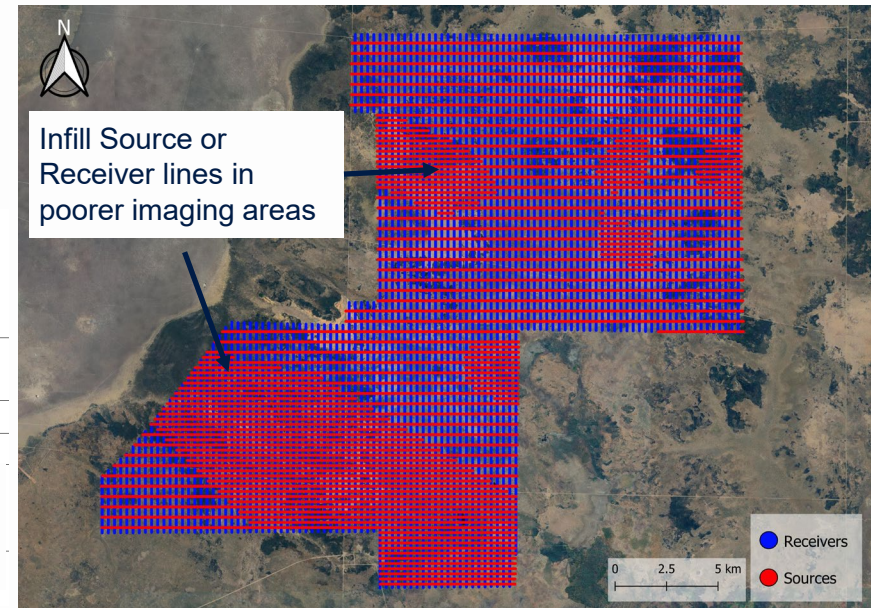 N
Infill Source or
Receiver lines in
poorer imaging areas
Receivers
Sources
0 2.5 5 km